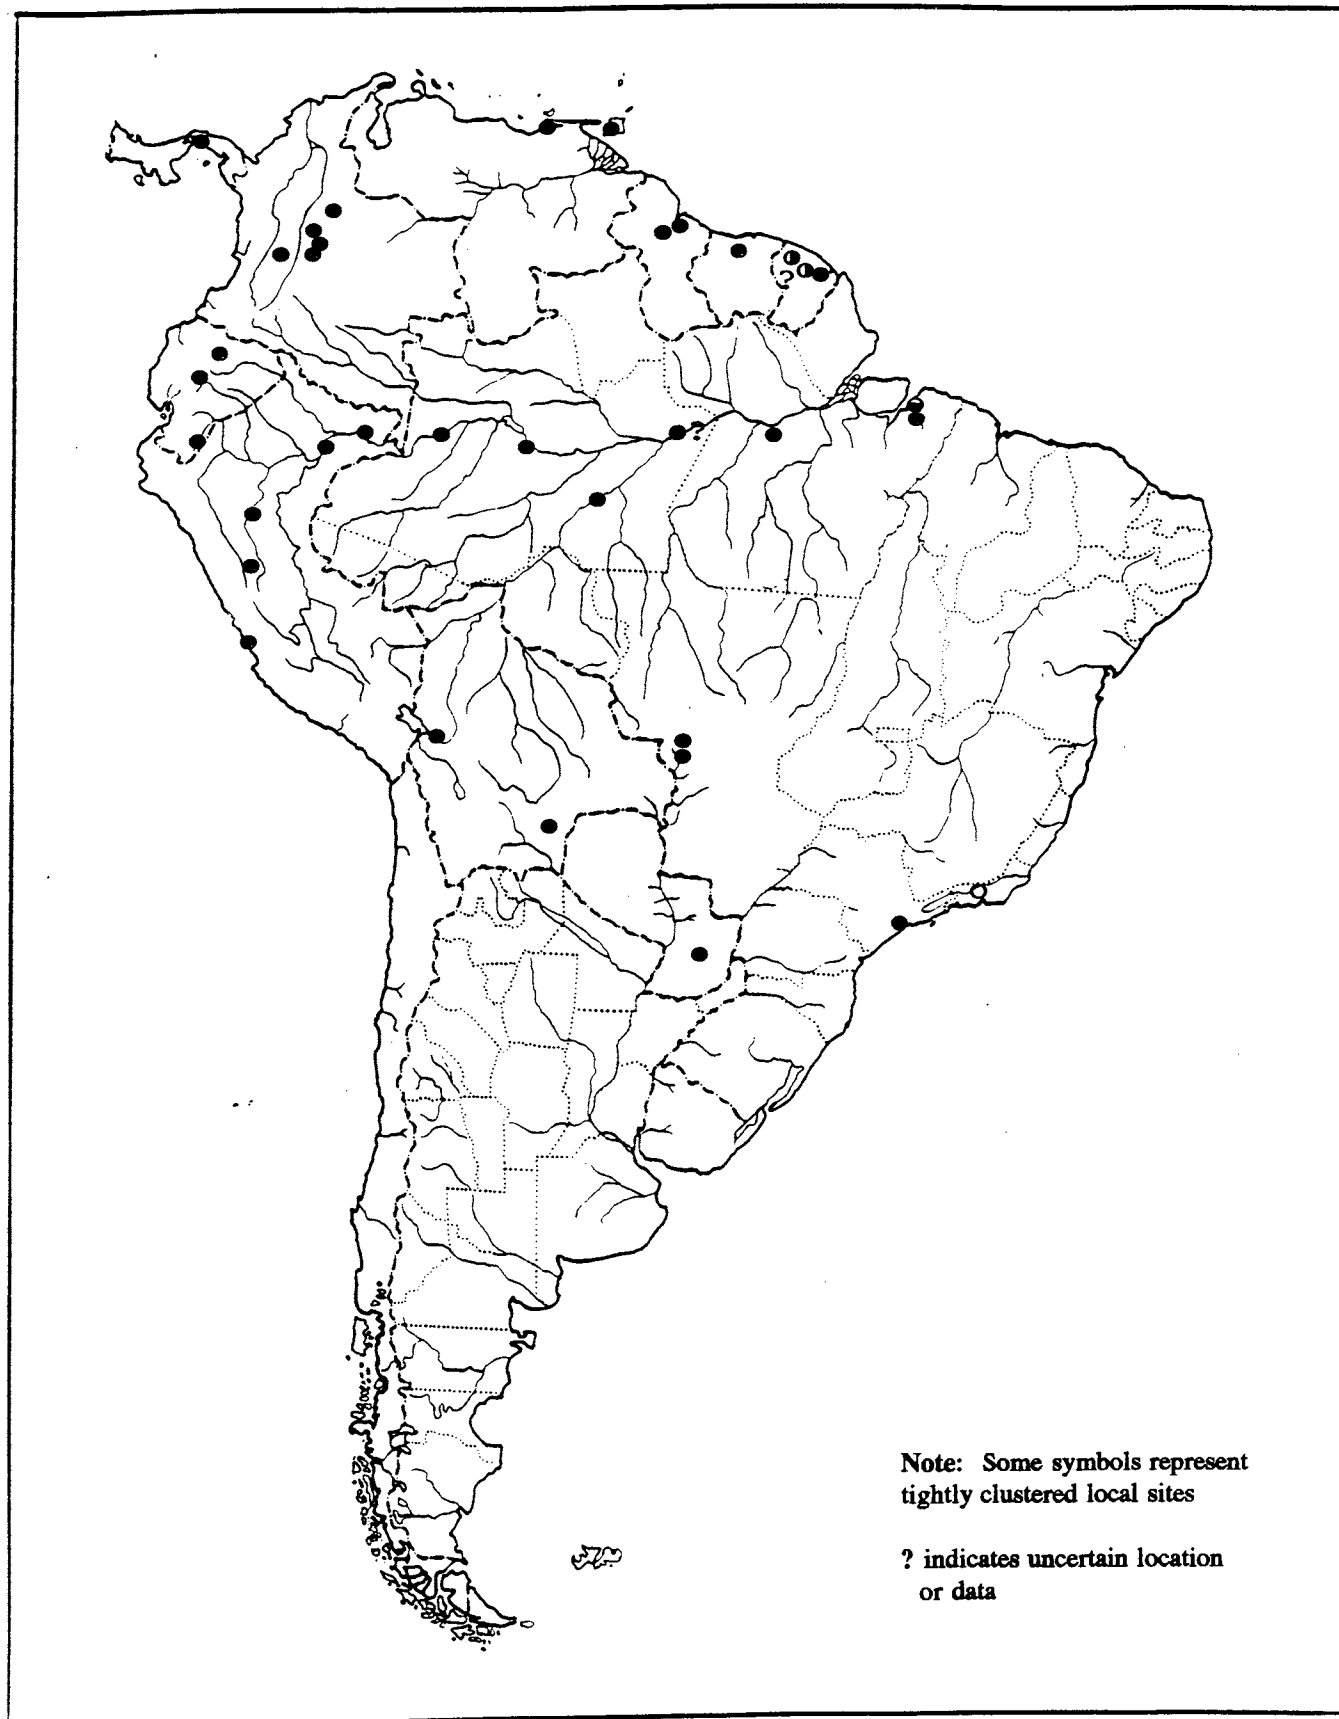 ?
Note: Some symbols represent
tightly clustered local sites
? indicates uncertain location
or data